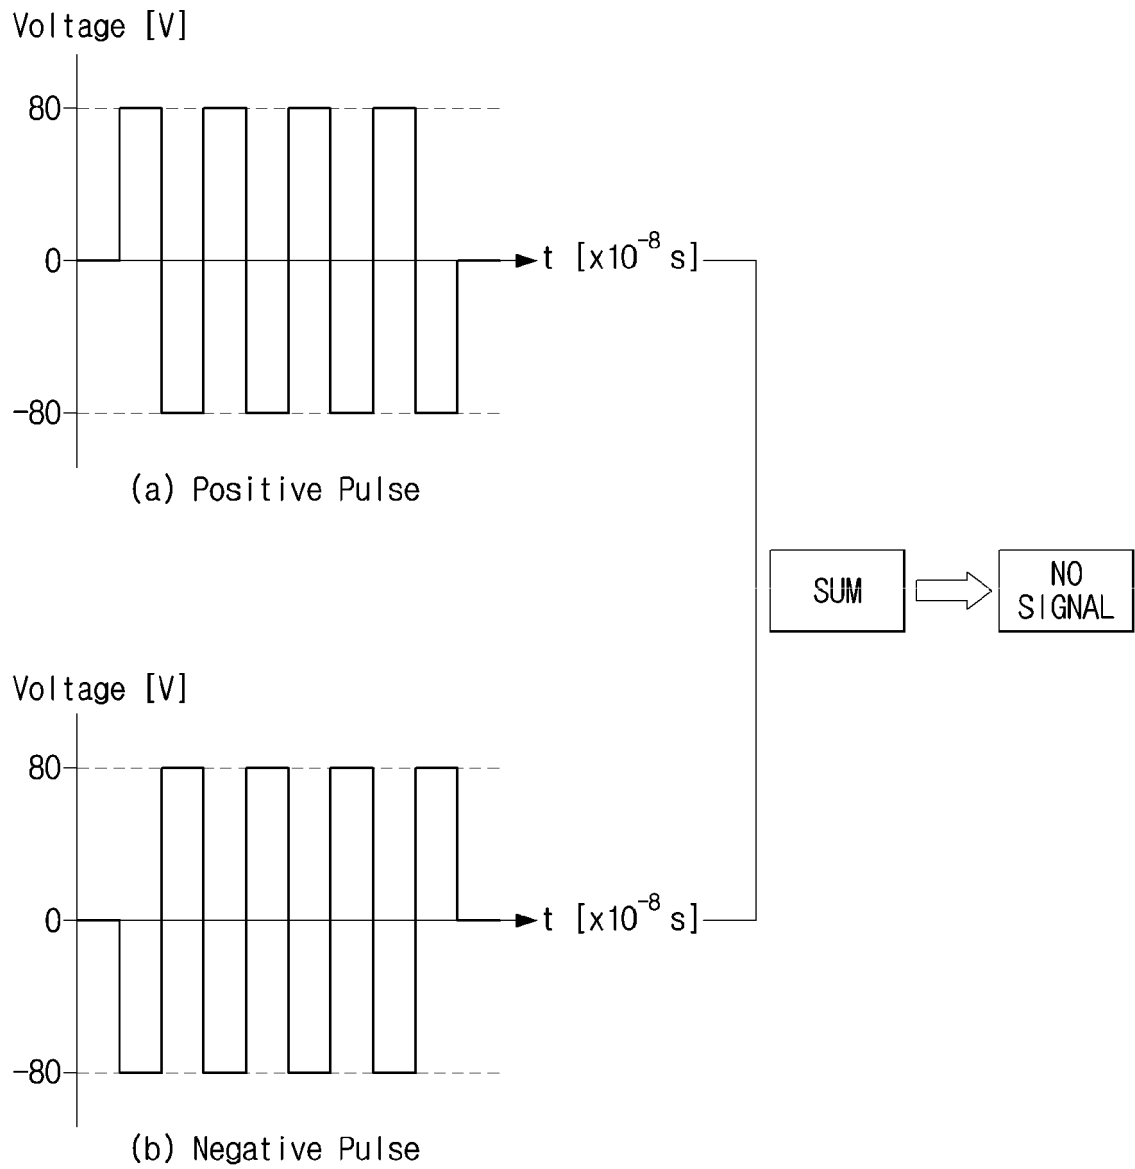 Voltage [V]
80
0
t [x10⁻⁸ s]
-80
(a) Positive Pulse
SUM
NO
SIGNAL
Voltage [V]
80
0
t [x10⁻⁸ s]
-80
(b) Negative Pulse